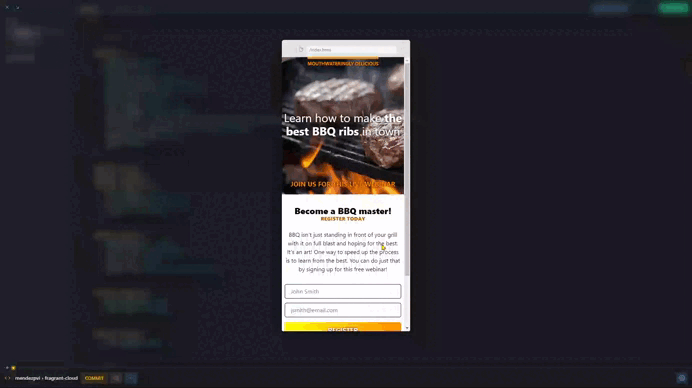 /index.html
MOUTHWATERINGLY DELICIOUS
Learn how to make the
best BBQ ribs in town
JOIN US FOR THIS LIVE WEBINAR
Become a BBQ master!
REGISTER TODAY
BBQ isn't just standing in front of your grill
with it on full blast and hoping for the best.
It's an art! One way to speed up the process
is to learn from the best. You can do just that
by signing up for this free webinar!
John Smith
jsmith@email.com
REGISTER
fragrant-cloud
COMMIT